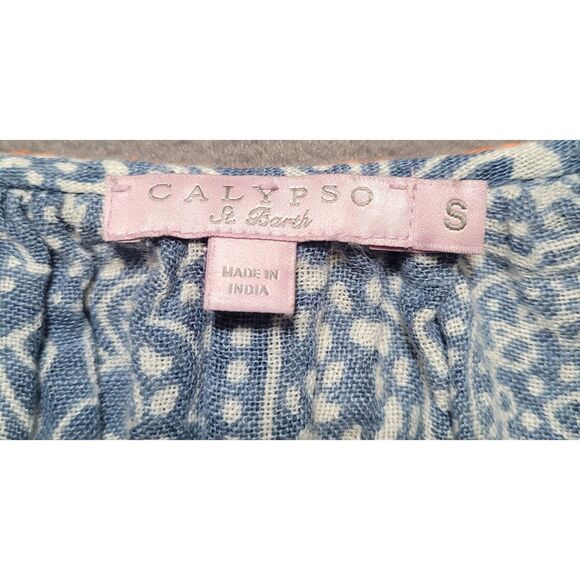 CALYPSO
St. Barth
S
MADE IN
INDIA